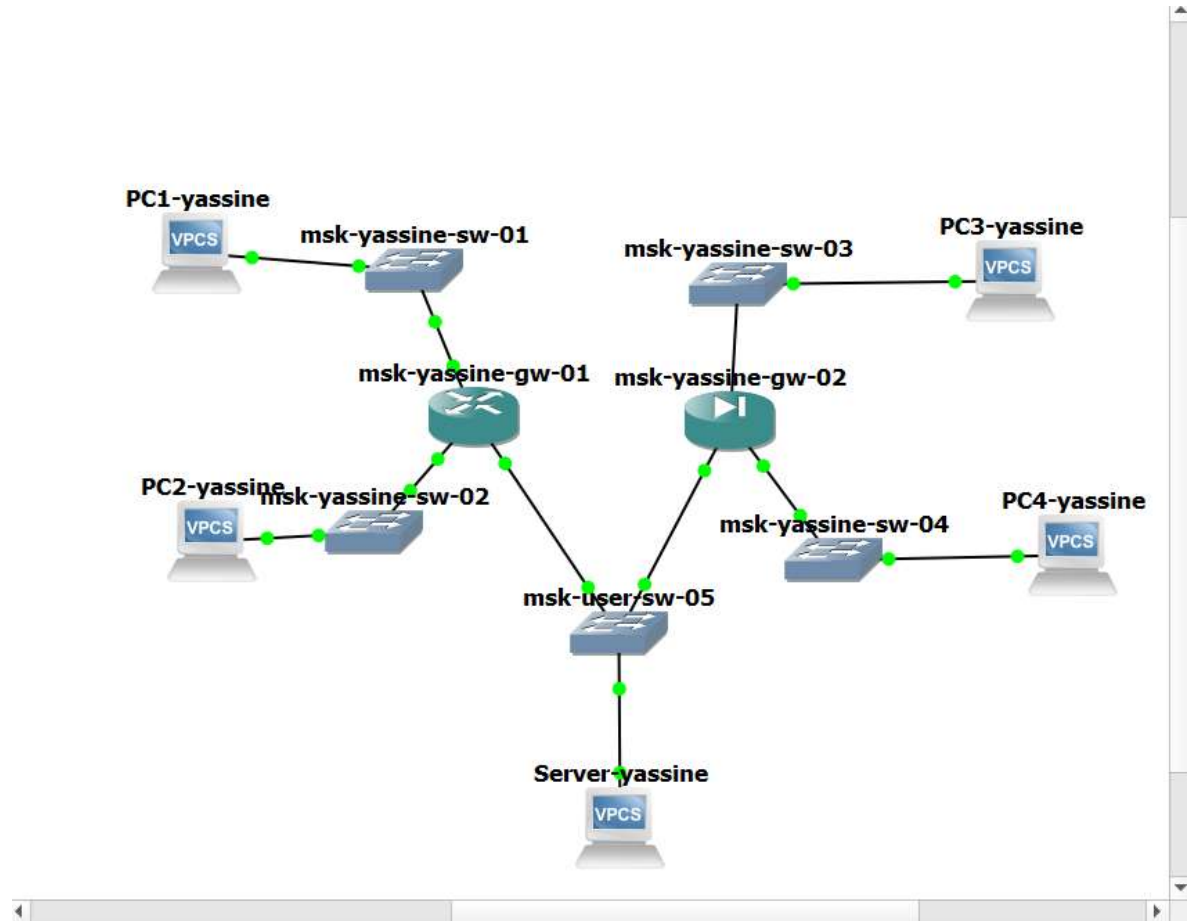 PC1-yassine
VPCS
msk-yassine-sw-01
msk-yassine-sw-03
PC3-yassine
VPCS
msk-yassine-gw-01
msk-yassine-gw-02
PC2-yassine
VPCS
msk-yassine-sw-02
msk-yassine-sw-04
PC4-yassine
VPCS
msk-user-sw-05
Server-yassine
VPCS